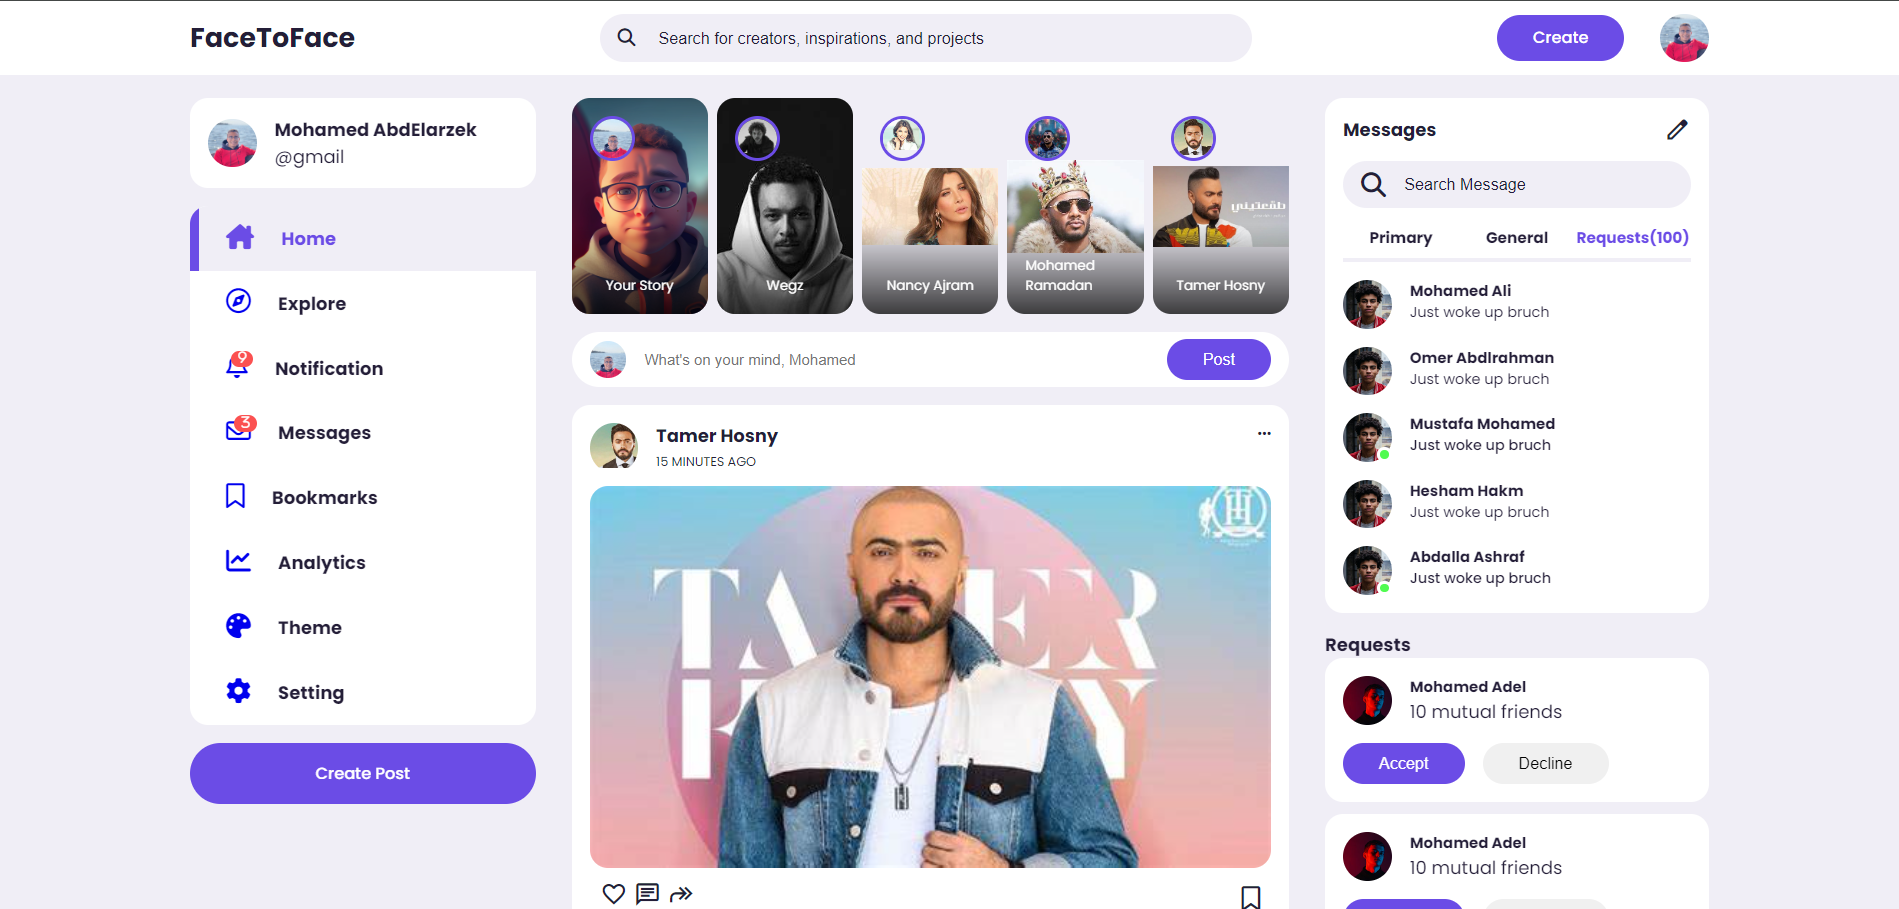 FaceToFace
Search for creators, inspirations, and projects
Create
Mohamed AbdElarzek
@gmail
Home
Explore
9
Notification
3
Messages
Bookmarks
Analytics
Theme
Setting
Create Post
Your Story
Wegz
Nancy Ajram
Mohamed
Ramadan
Tamer Hosny
What's on your mind, Mohamed
Post
Tamer Hosny
15 MINUTES AGO
Messages
Search Message
Primary
General
Requests(100)
Mohamed Ali
Just woke up bruch
Omer Abdlrahman
Just woke up bruch
Mustafa Mohamed
Just woke up bruch
Hesham Hakm
Just woke up bruch
Abdalla Ashraf
Just woke up bruch
Requests
Mohamed Adel
10 mutual friends
Accept
Decline
Mohamed Adel
10 mutual friends